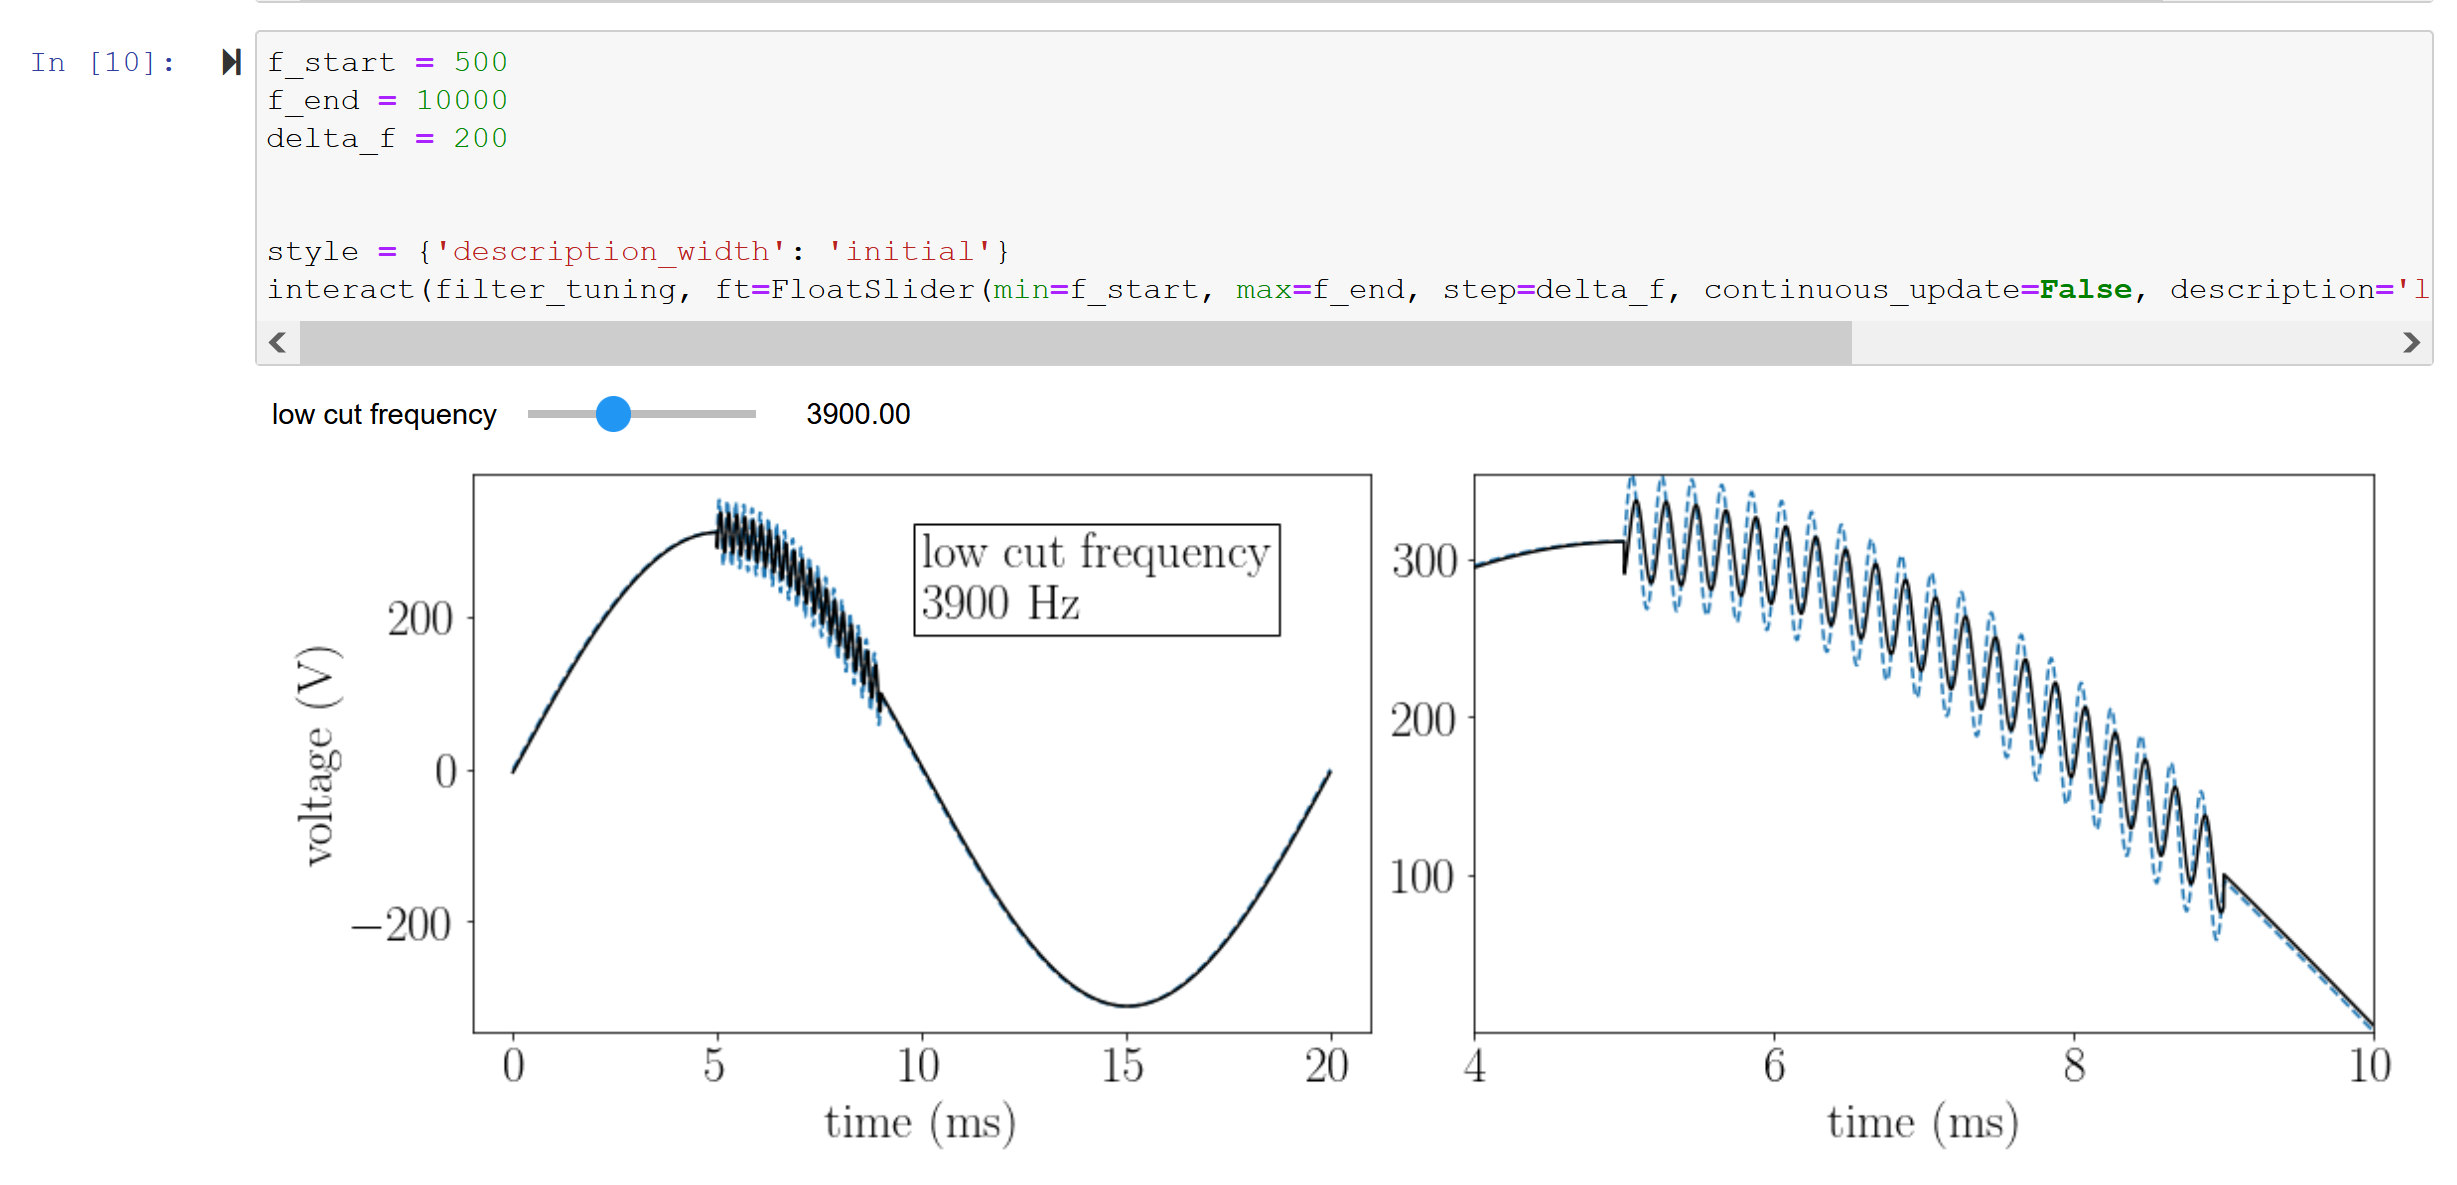 In [10]:
f_start = 500
f_end = 10000
delta_f = 200
style = {'description_width': 'initial'}
interact(filter_tuning, ft=FloatSlider(min=f_start, max=f_end, step=delta_f, continuous_update=False, description='l
low cut frequency 3900.00
low cut frequency
3900 Hz
voltage (V)
200
0
−200
0 5 10 15 20
time (ms)
300
200
100
4 6 8 10
time (ms)